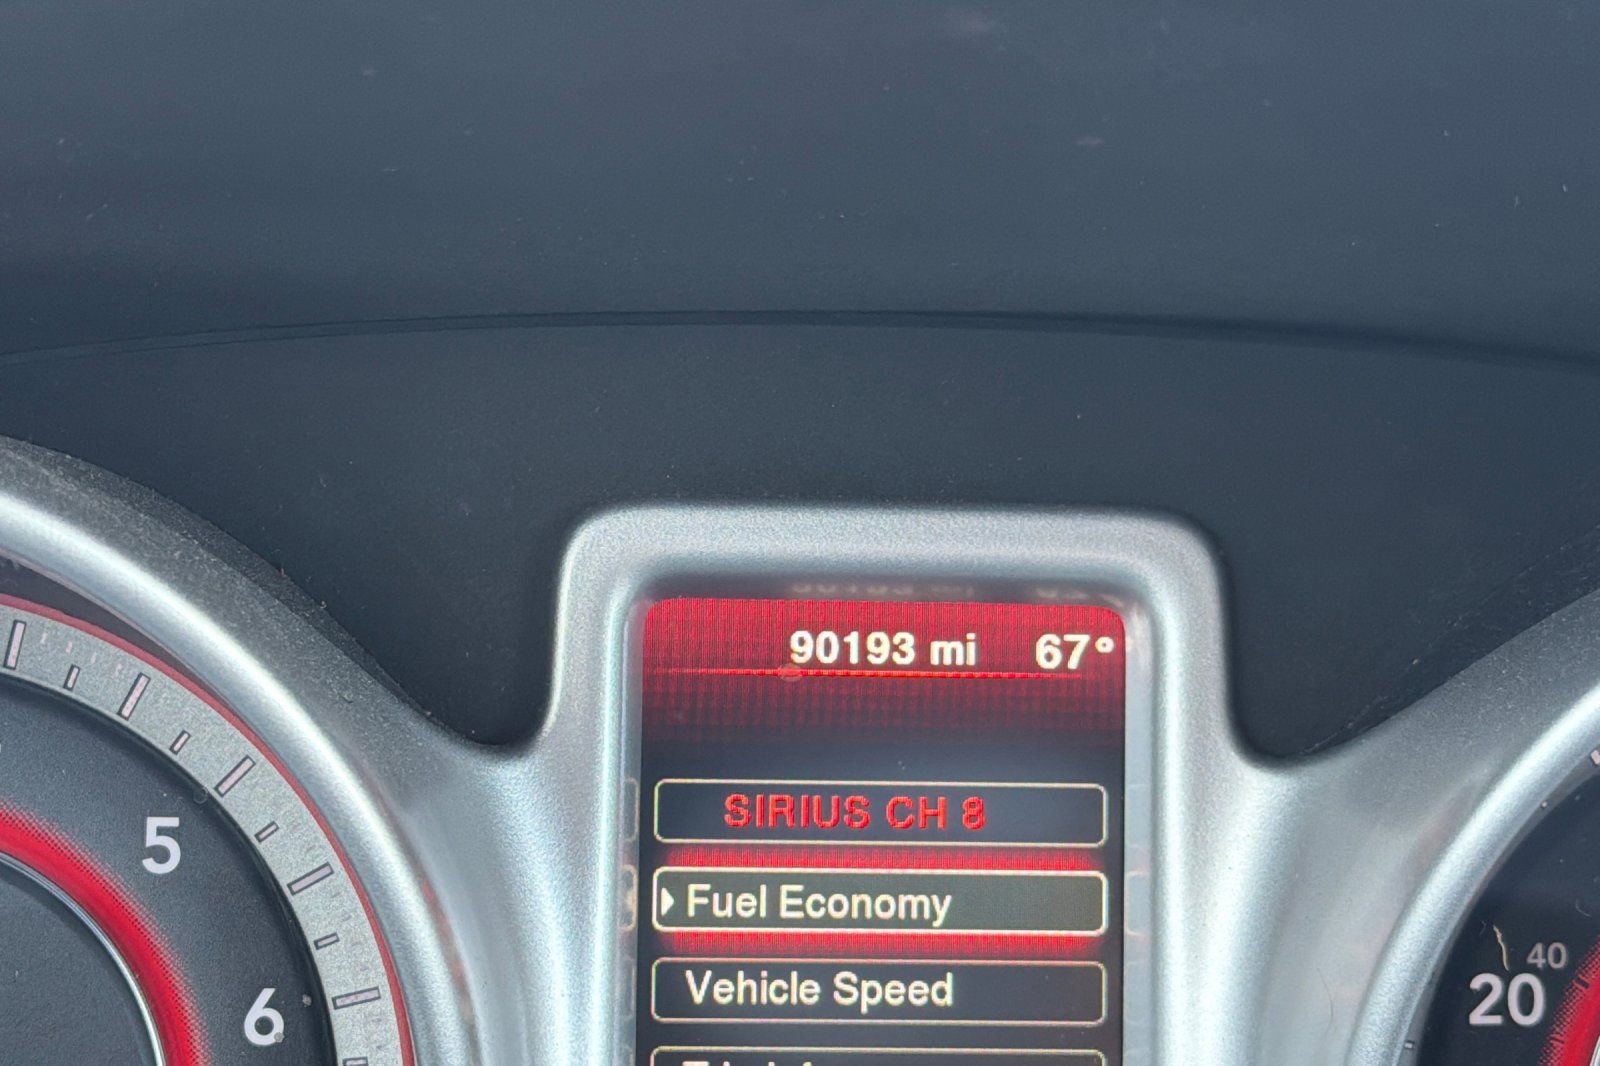 90193 mi 67°
SIRIUS CH 8
5
Fuel Economy
40
Vehicle Speed
20
6